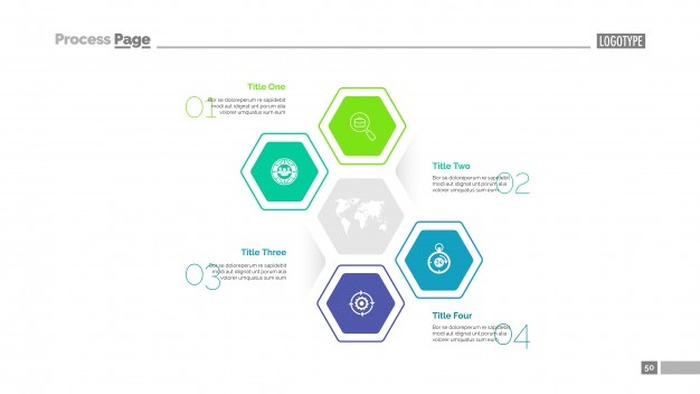 Process Page
LOGOTYPE
Title One
01
Bor se doloreperum re sapidebit
modi aut idignat unt porum alia
volorer umquatus sum eum
Title Two
Bor se doloreperum re sapidebit
modi aut idignat unt porum alia
volorer umquatus sum eum
02
Title Three
03
Bor se doloreperum re sapidebit
modi aut idignat unt porum alia
volorer umquatus sum eum
Title Four
Bor se doloreperum re sapidebit
modi aut idignat unt porum alia
volorer umquatus sum eum
04
50